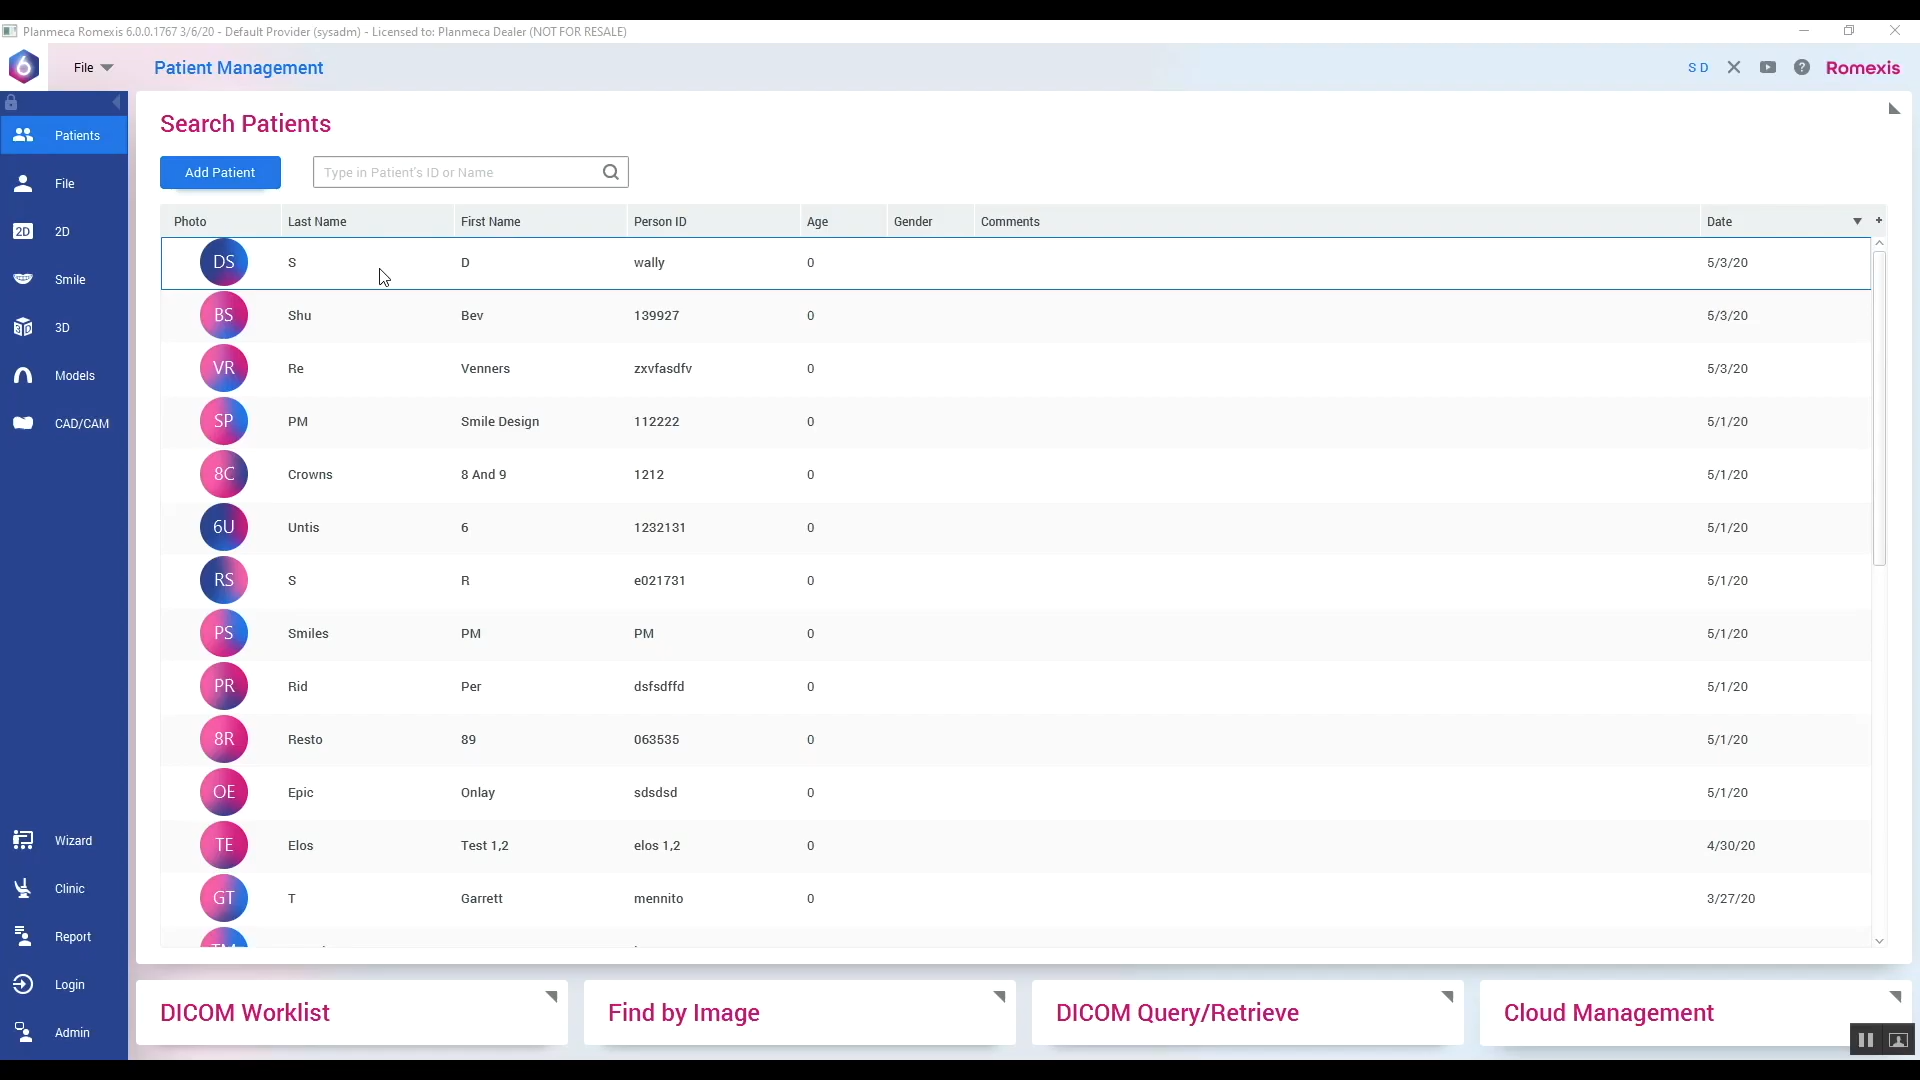 Planmeca Romexis 6.0.0.1767 3/6/20 - Default Provider (sysadm) - Licensed to: Planmeca Dealer (NOT FOR RESALE)
6 File Patient Management S D ? Romexis
Patients
File
2D 2D
Smile
3D 3D
Models
CAD/CAM
Wizard
Clinic
Report
Login
Admin
Search Patients
Add Patient Type in Patient's ID or Name
Photo Last Name First Name Person ID Age Gender Comments Date +
DS S D wally 0 5/3/20
BS Shu Bev 139927 0 5/3/20
VR Re Venners zxvfasdfv 0 5/3/20
SP PM Smile Design 112222 0 5/1/20
8C Crowns 8 And 9 1212 0 5/1/20
6U Untis 6 1232131 0 5/1/20
RS S R e021731 0 5/1/20
PS Smiles PM PM 0 5/1/20
PR Rid Per dsfsdffd 0 5/1/20
8R Resto 89 063535 0 5/1/20
OE Epic Onlay sdsdsd 0 5/1/20
TE Elos Test 1,2 elos 1,2 0 4/30/20
GT T Garrett mennito 0 3/27/20
DICOM Worklist Find by Image DICOM Query/Retrieve Cloud Management